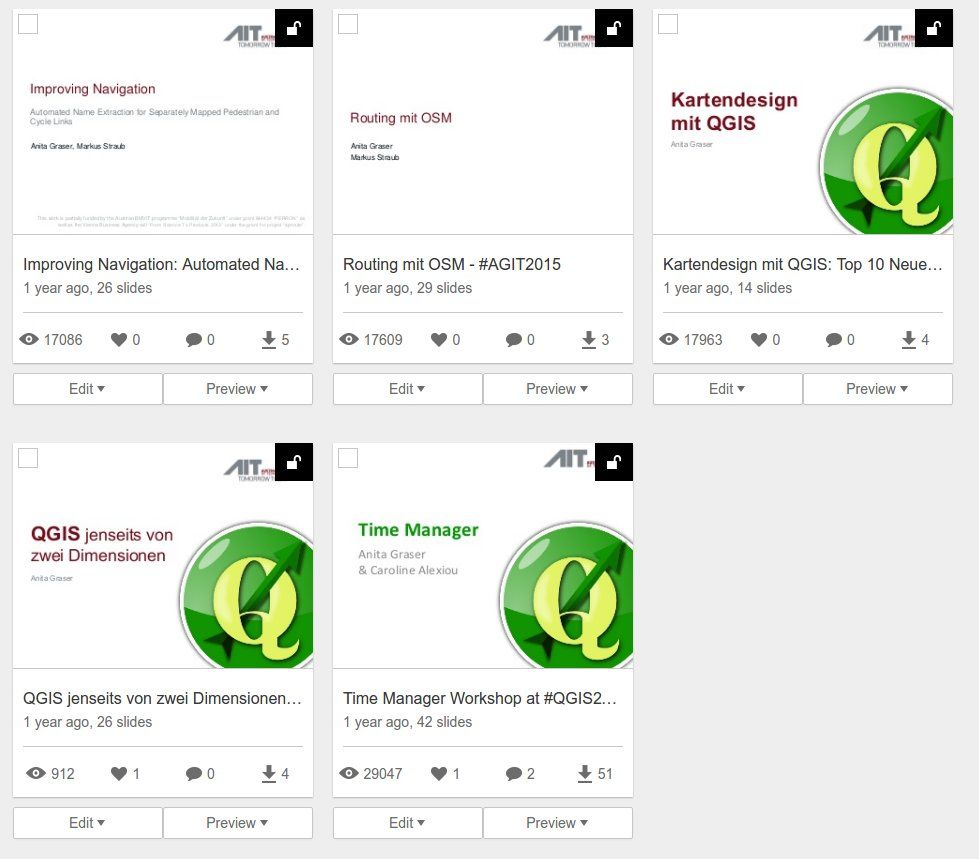 AIT
TOMORROW T
Improving Navigation
Automated Name Extraction for Separately Mapped Pedestrian and
Cycle Links
Anita Graser, Markus Straub
Improving Navigation: Automated Na…
1 year ago, 26 slides
17086 0 0 5
Edit Preview
AIT
TOMORROW T
Routing mit OSM
Anita Graser
Markus Straub
Routing mit OSM - #AGIT2015
1 year ago, 29 slides
17609 0 0 3
Edit Preview
AIT
TOMORROW T
Kartendesign
mit QGIS
Anita Graser
Kartendesign mit QGIS: Top 10 Neue…
1 year ago, 14 slides
17963 0 0 4
Edit Preview
AIT
TOMORROW T
QGIS jenseits von
zwei Dimensionen
Anita Graser
Q
QGIS jenseits von zwei Dimensionen…
1 year ago, 26 slides
912 1 0 4
Edit Preview
AIT
TOMORROW T
Time Manager
Anita Graser
& Caroline Alexiou
Q
Time Manager Workshop at #QGIS2…
1 year ago, 42 slides
29047 1 2 51
Edit Preview